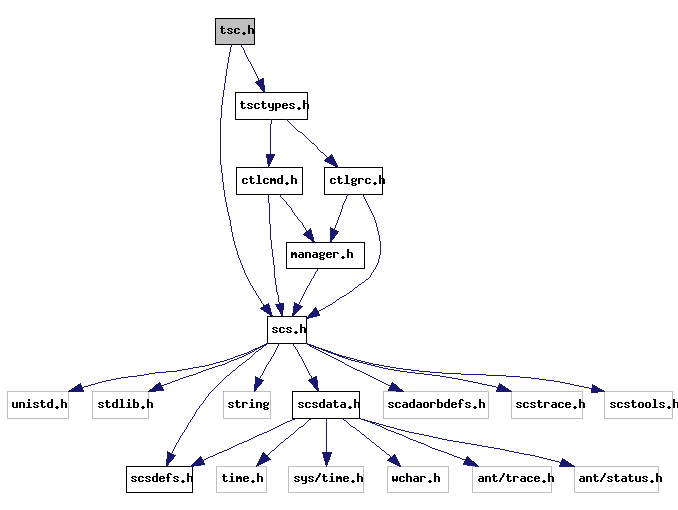 tsc.h
tsctypes.h
ctlcmd.h
ctlgrc.h
manager.h
scs.h
unistd.h
stdlib.h
string
scsdata.h
scadaorbdefs.h
scstrace.h
scstools.h
scsdefs.h
time.h
sys/time.h
wchar.h
ant/trace.h
ant/status.h